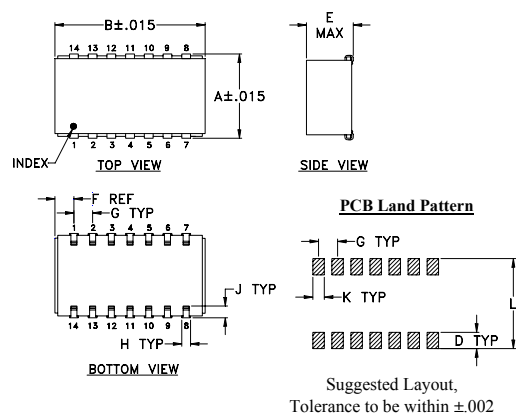 B±.015
E
MAX
14 13 12 11 10 9 8
A±.015
INDEX
1 2 3 4 5 6 7
TOP VIEW
SIDE VIEW
F REF
G TYP
1 2 3 4 5 6 7
J TYP
14 13 12 11 10 9 8
H TYP
BOTTOM VIEW
PCB Land Pattern
G TYP
K TYP
L
D TYP
Suggested Layout,
Tolerance to be within ±.002